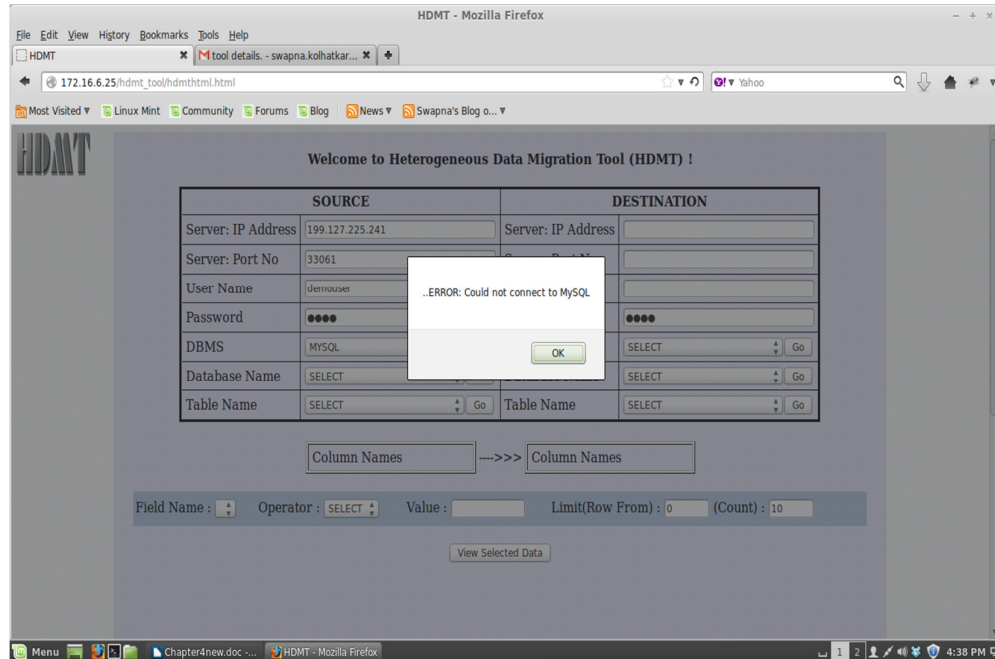 HDMT - Mozilla Firefox
File Edit View History Bookmarks Tools Help
HDMT
tool details. - swapna.kolhatkar...
172.16.6.25/hdmt_tool/hdmthtml.html
Yahoo
Most Visited Linux Mint Community Forums Blog News Swapna's Blog o...
HDMT
Welcome to Heterogeneous Data Migration Tool (HDMT) !
SOURCE DESTINATION
Server: IP Address 199.127.225.241 Server: IP Address
Server: Port No 33061
User Name demouser
Password
DBMS MYSQL SELECT Go
Database Name SELECT SELECT Go
Table Name SELECT Go Table Name SELECT Go
..ERROR: Could not connect to MySQL
OK
Column Names ---->>> Column Names
Field Name : Operator : SELECT Value : Limit(Row From) : 0 (Count) : 10
View Selected Data
Menu Chapter4new.doc -... HDMT - Mozilla Firefox 1 2 4:38 PM